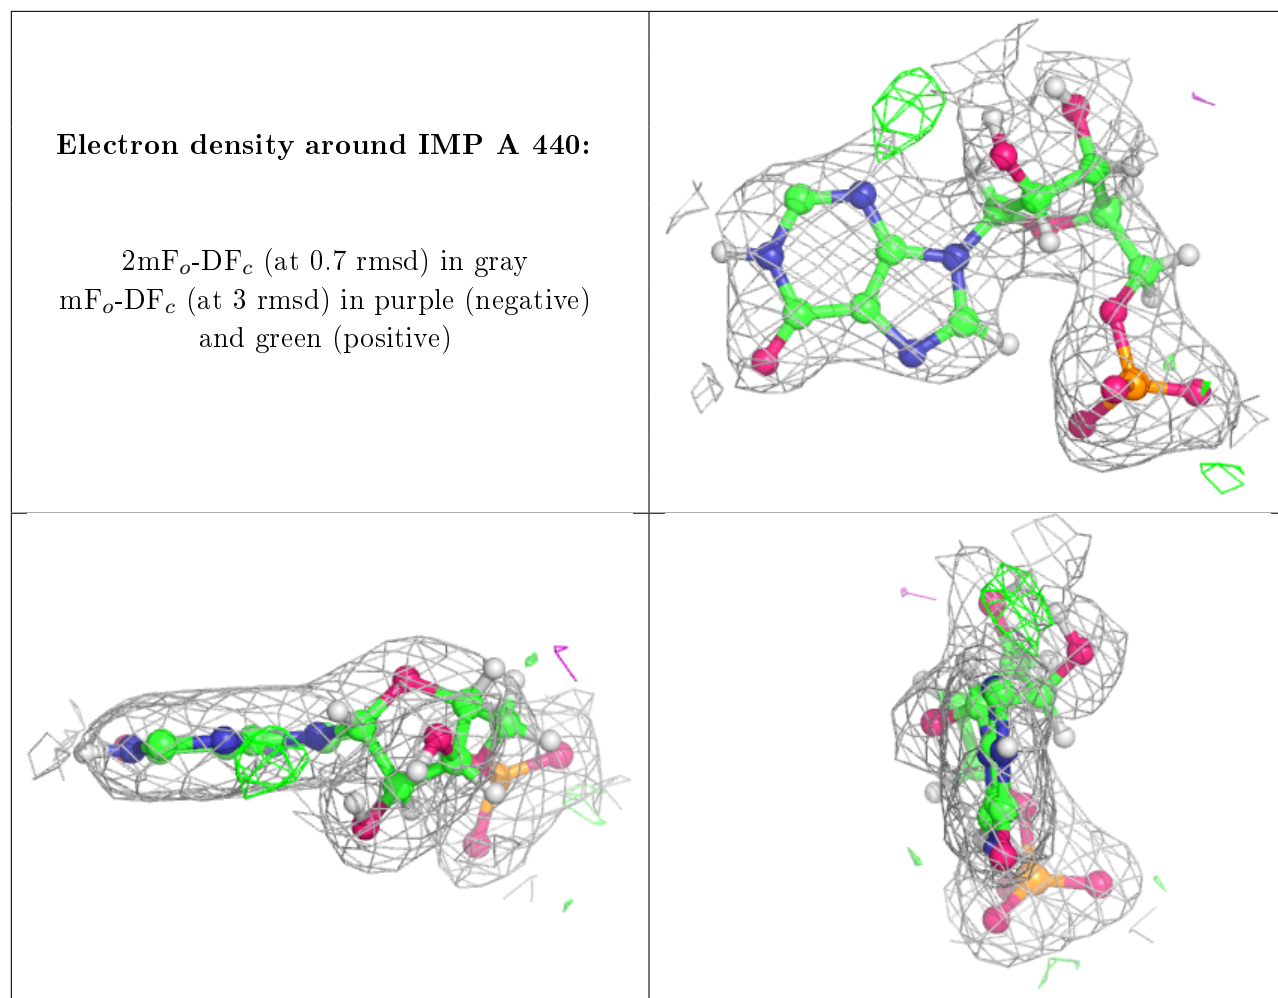 Electron density around IMP A 440:
2mFo-DFc (at 0.7 rmsd) in gray
mFo-DFc (at 3 rmsd) in purple (negative)
and green (positive)